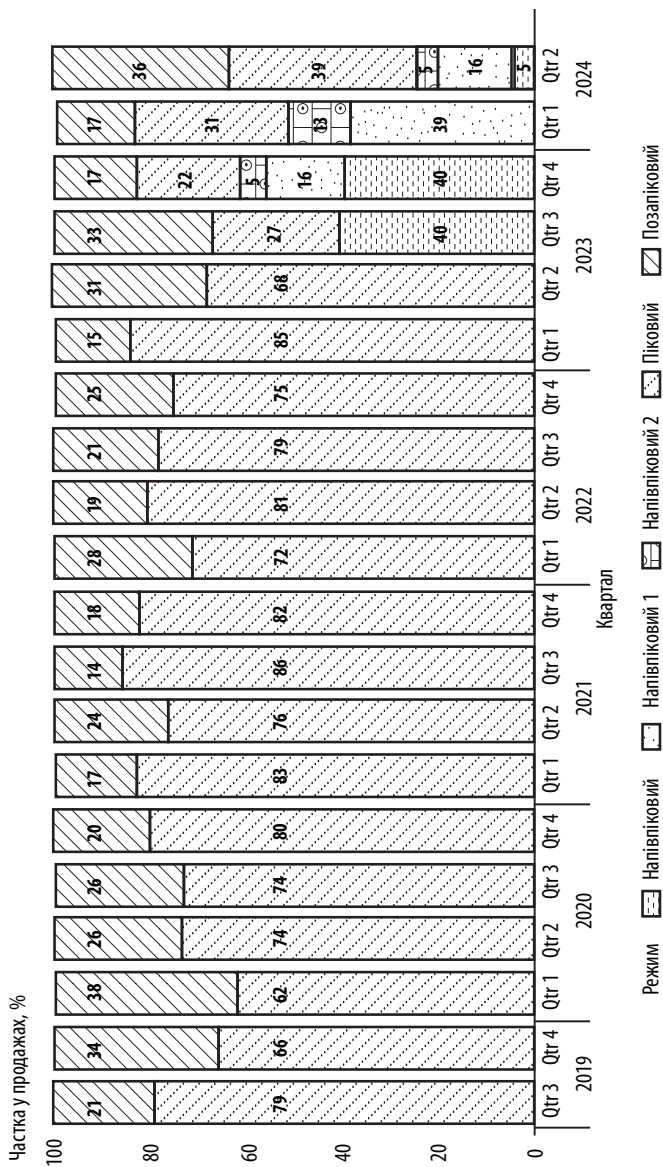 Частка у продажах, %
100
80
60
40
20
0
21 34 38 26 26 20 17 24 14 18 28 19 21 25 15 31 33 17 17 36
79 66 62 74 74 80 83 76 86 82 72 81 79 75 85 68 27 22 31 39
40 5 13 5
16 39 16
40 5
Qtr 3 Qtr 4 Qtr 1 Qtr 2 Qtr 3 Qtr 4 Qtr 1 Qtr 2 Qtr 3 Qtr 4 Qtr 1 Qtr 2 Qtr 3 Qtr 4 Qtr 1 Qtr 2 Qtr 3 Qtr 4 Qtr 1 Qtr 2
2019 2020 2021 2022 2023 2024
Квартал
Режим Напівпіковий Напівпіковий 1 Напівпіковий 2 Піковий Позапіковий